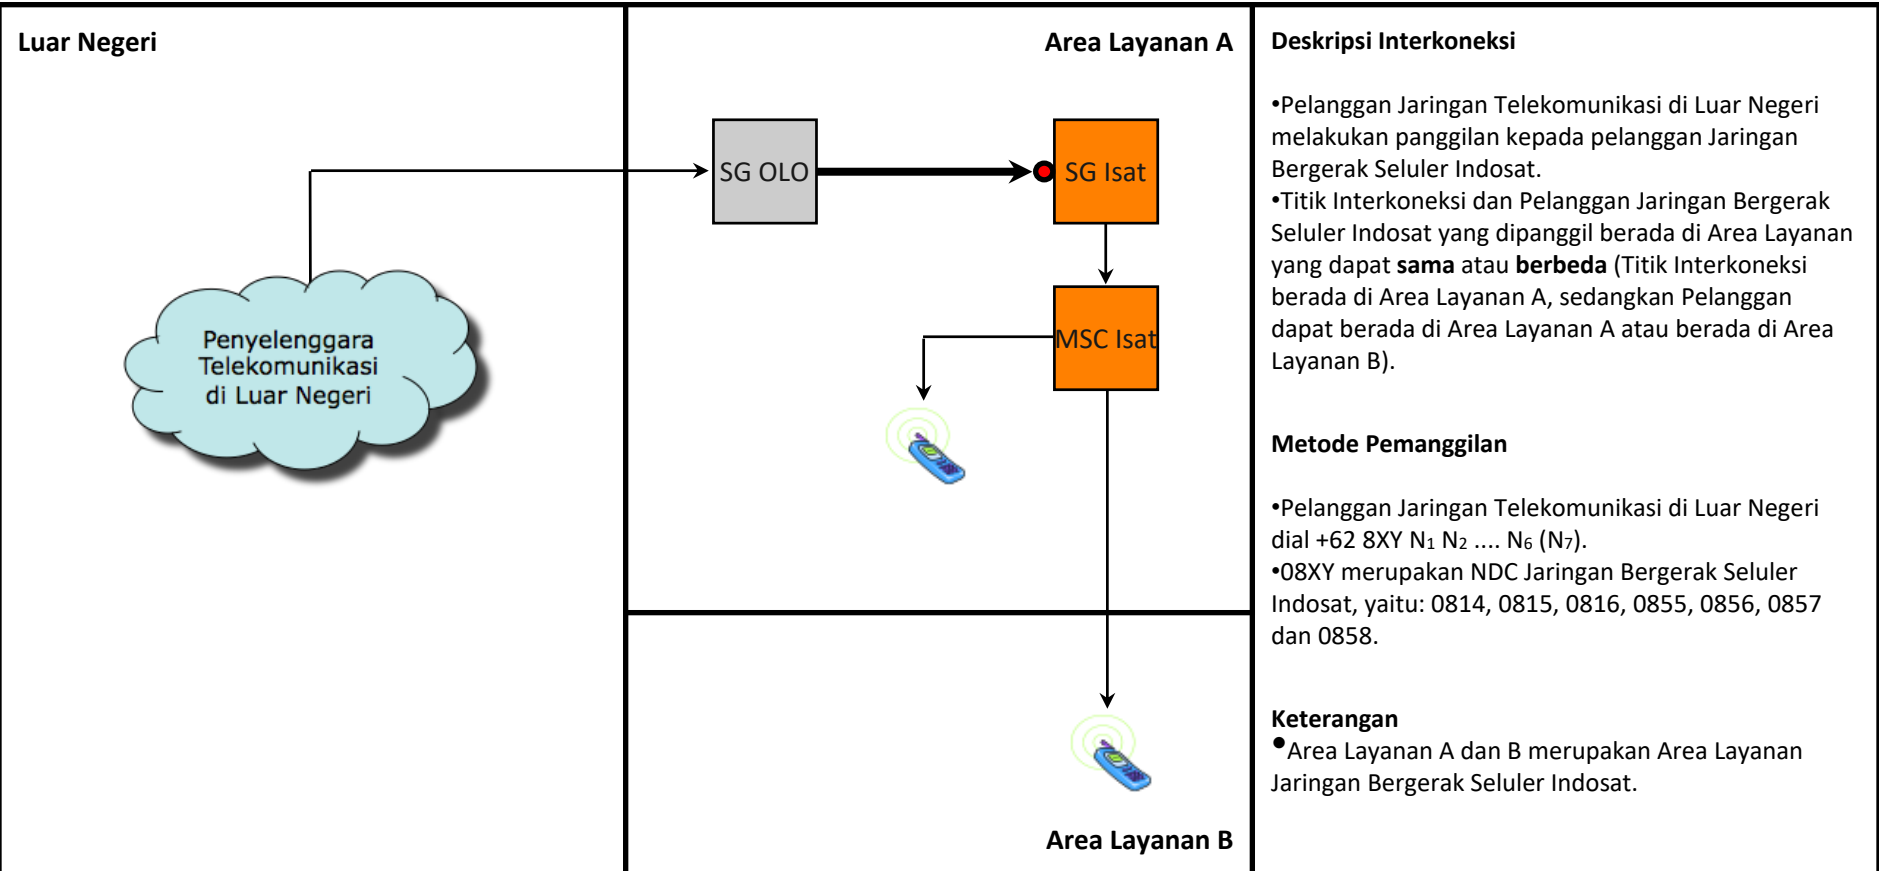 Luar Negeri
Penyelenggara
Telekomunikasi
di Luar Negeri
Area Layanan A
SG OLO
SG Isat
MSC Isat
Area Layanan B
Deskripsi Interkoneksi
•Pelanggan Jaringan Telekomunikasi di Luar Negeri
melakukan panggilan kepada pelanggan Jaringan
Bergerak Seluler Indosat.
•Titik Interkoneksi dan Pelanggan Jaringan Bergerak
Seluler Indosat yang dipanggil berada di Area Layanan
yang dapat sama atau berbeda (Titik Interkoneksi
berada di Area Layanan A, sedangkan Pelanggan
dapat berada di Area Layanan A atau berada di Area
Layanan B).
Metode Pemanggilan
•Pelanggan Jaringan Telekomunikasi di Luar Negeri
dial +62 8XY N₁ N₂ .... N₆ (N₇).
•08XY merupakan NDC Jaringan Bergerak Seluler
Indosat, yaitu: 0814, 0815, 0816, 0855, 0856, 0857
dan 0858.
Keterangan
•Area Layanan A dan B merupakan Area Layanan
Jaringan Bergerak Seluler Indosat.